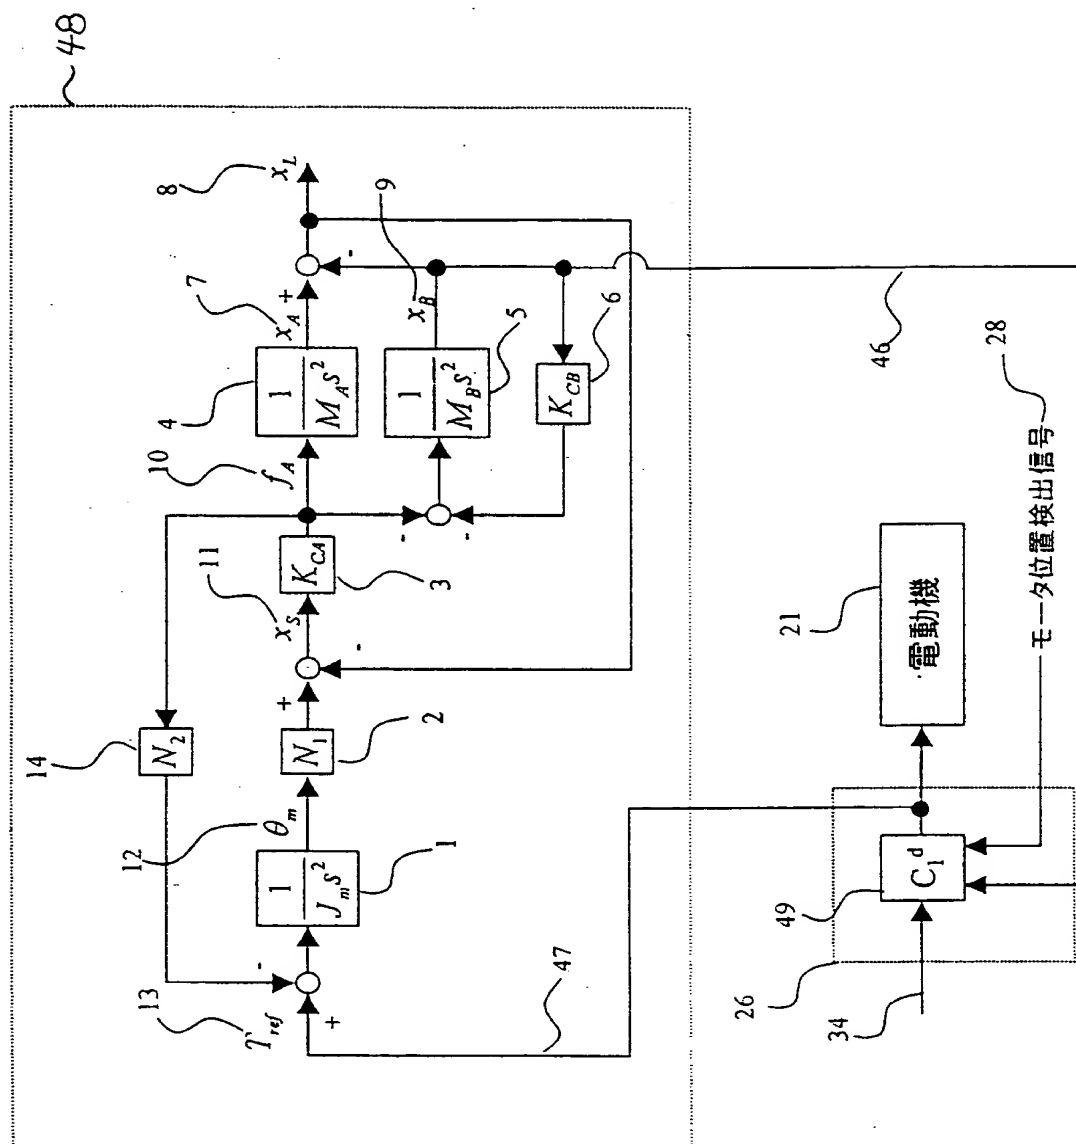 48
8
x_L
7
x_A
+
-
9
x_B
4
1
M_A s^2
5
1
M_B s^2
6
K_CB
10
f_A
-
-
11
x_S
K_CA
3
-
+
14
N_2
N_1
2
12
θ_m
1
J_m s^2
1
13
T_ref
-
+
47
46
28
モータ位置検出信号
21
電動機
49
C_1^d
26
34